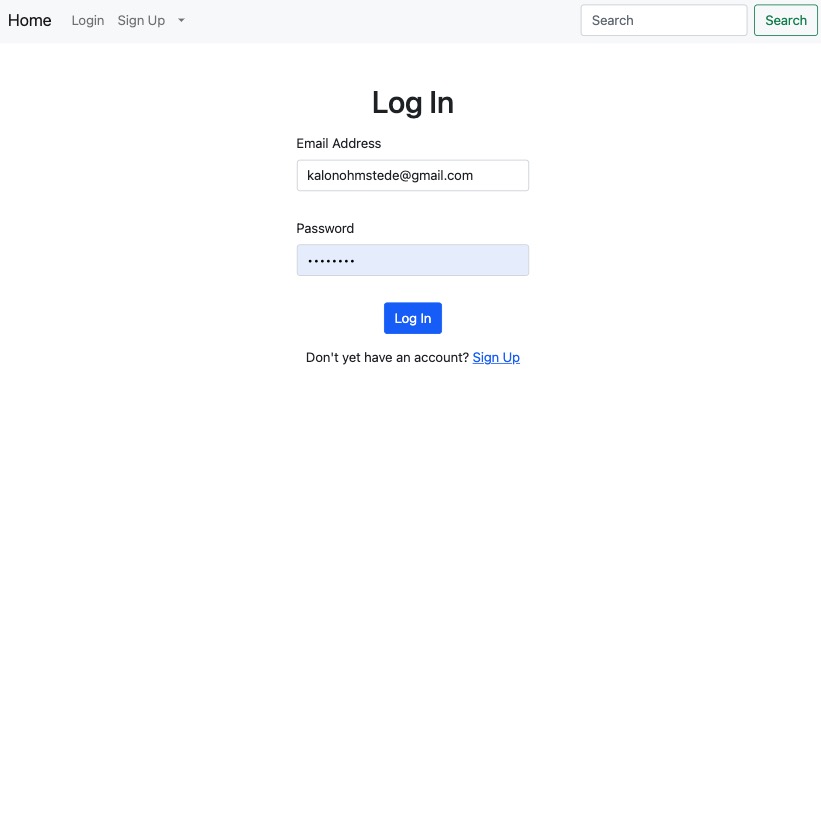 Home Login Sign Up Search Search
Log In
Email Address
kalonohmstede@gmail.com
Password
••••••••
Log In
Don't yet have an account? Sign Up